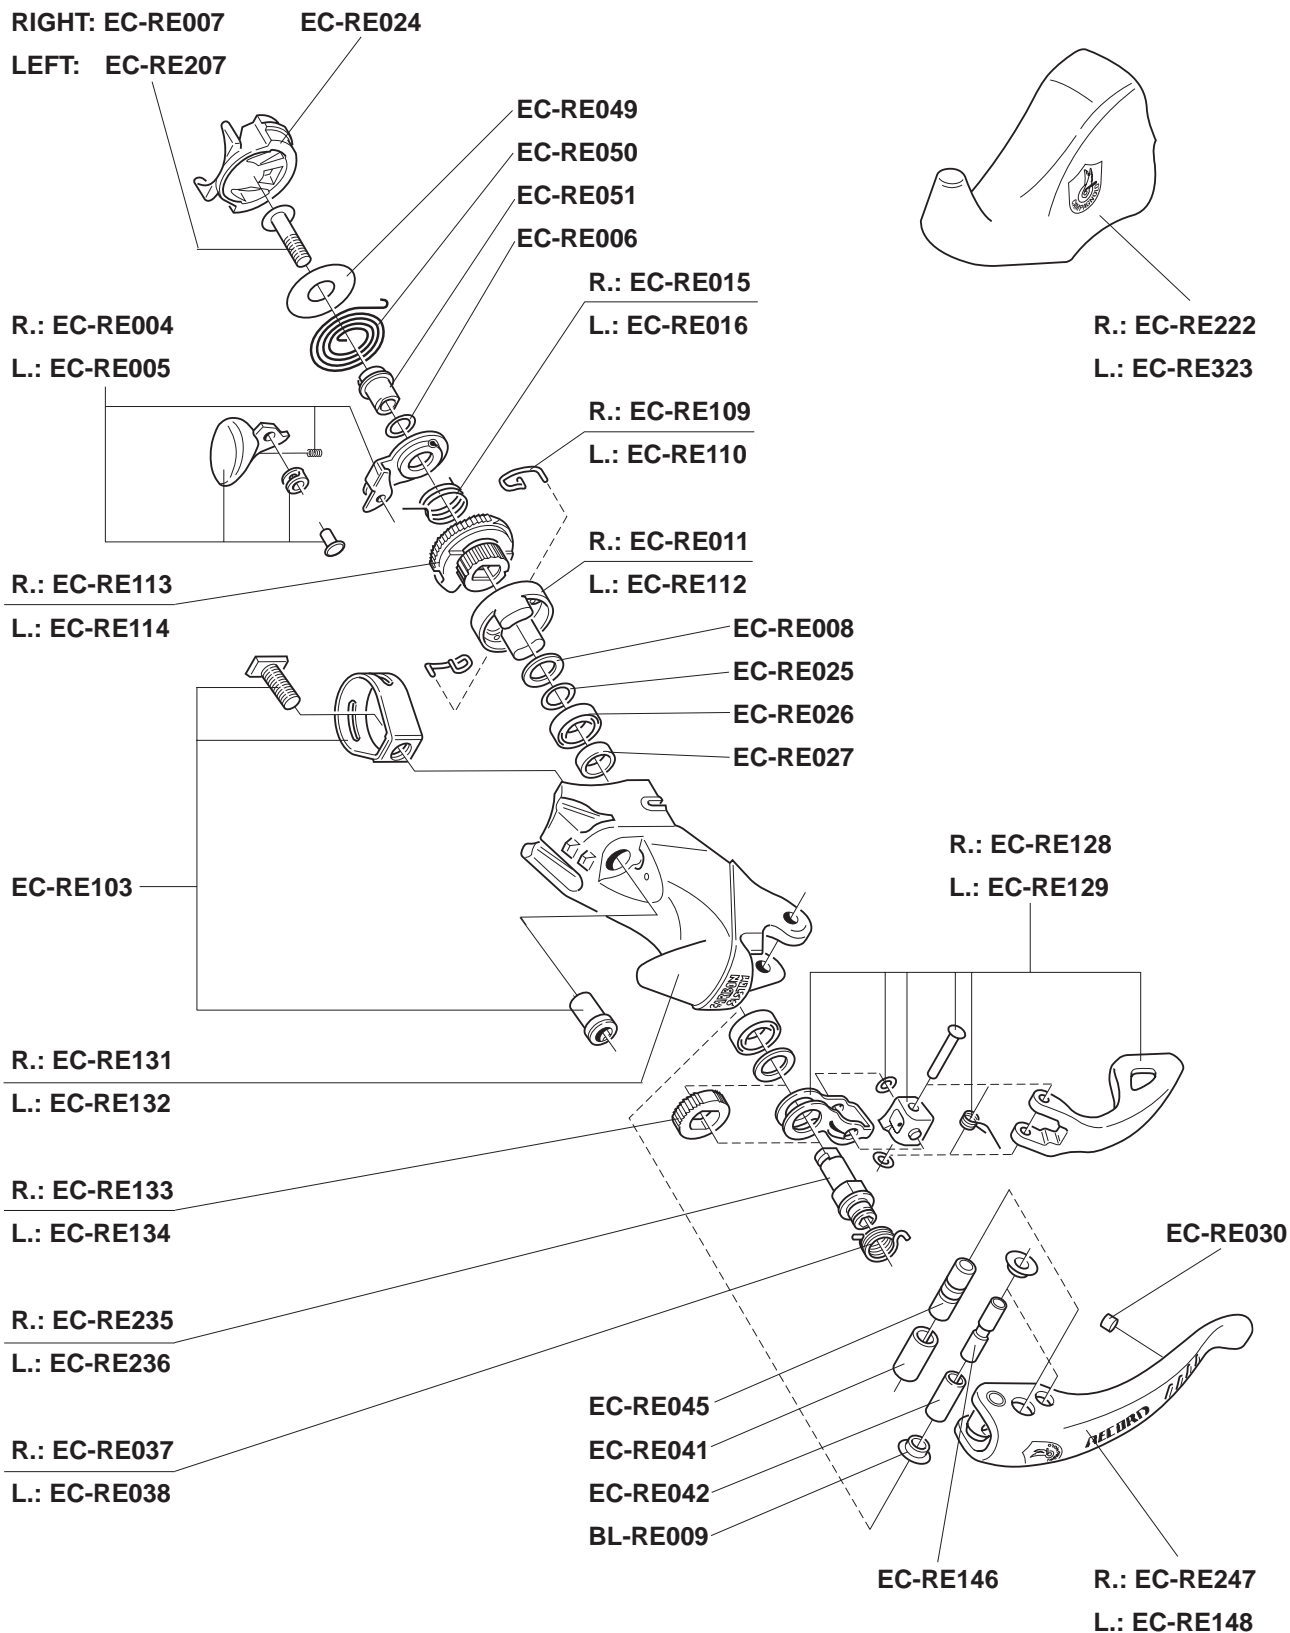 RIGHT: EC-RE007
EC-RE024
LEFT: EC-RE207
EC-RE049
EC-RE050
EC-RE051
EC-RE006
R.: EC-RE015
L.: EC-RE016
R.: EC-RE222
L.: EC-RE323
R.: EC-RE004
L.: EC-RE005
R.: EC-RE109
L.: EC-RE110
R.: EC-RE011
L.: EC-RE112
R.: EC-RE113
L.: EC-RE114
EC-RE008
EC-RE025
EC-RE026
EC-RE027
EC-RE103
R.: EC-RE128
L.: EC-RE129
R.: EC-RE131
L.: EC-RE132
R.: EC-RE133
L.: EC-RE134
EC-RE030
R.: EC-RE235
L.: EC-RE236
EC-RE045
EC-RE041
EC-RE042
BL-RE009
RECORD
R.: EC-RE037
L.: EC-RE038
EC-RE146
R.: EC-RE247
L.: EC-RE148